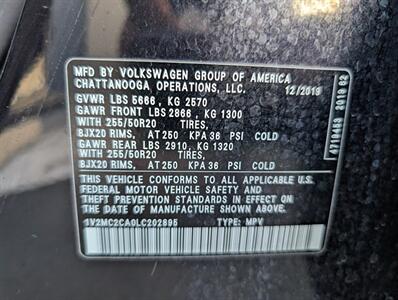 MFD BY VOLKSWAGEN GROUP OF AMERICA
CHATTANOOGA OPERATIONS, LLC. 12/2019
GVWR LBS 5666, KG 2570
GAWR FRONT LBS 2866, KG 1300
WITH 255/50R20 TIRES,
8JX20 RIMS, AT 250 KPA 36 PSI COLD
GAWR REAR LBS 2910, KG 1320
WITH 255/50R20 TIRES,
8JX20 RIMS, AT 250 KPA 36 PSI COLD
THIS VEHICLE CONFORMS TO ALL APPLICABLE U.S.
FEDERAL MOTOR VEHICLE SAFETY AND
THEFT PREVENTION STANDARDS IN EFFECT ON
THE DATE OF MANUFACTURE SHOWN ABOVE.
1V2MC2CA0LC202895 TYPE: MPV